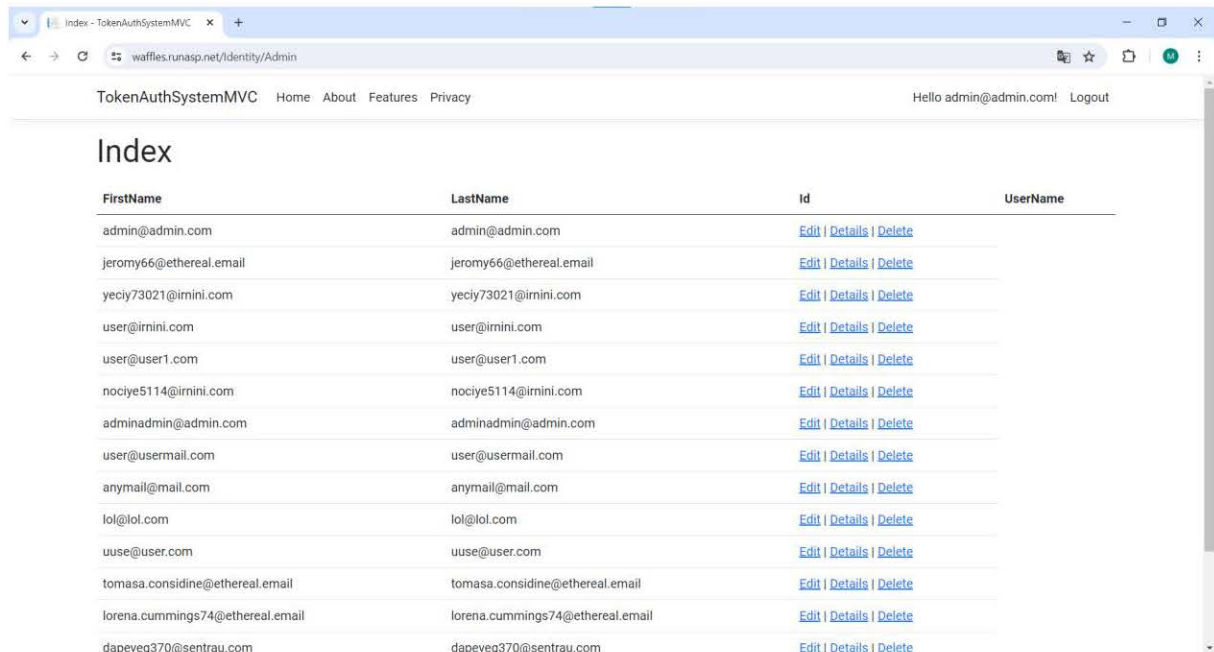 Index - TokenAuthSystemMVC
waffles.runasp.net/Identity/Admin
M
TokenAuthSystemMVC Home About Features Privacy Hello admin@admin.com! Logout
Index
FirstName LastName Id UserName
admin@admin.com admin@admin.com Edit | Details | Delete
jeromy66@ethereal.email jeromy66@ethereal.email Edit | Details | Delete
yeciy73021@irnini.com yeciy73021@irnini.com Edit | Details | Delete
user@irnini.com user@irnini.com Edit | Details | Delete
user@user1.com user@user1.com Edit | Details | Delete
nociye5114@irnini.com nociye5114@irnini.com Edit | Details | Delete
adminadmin@admin.com adminadmin@admin.com Edit | Details | Delete
user@usermail.com user@usermail.com Edit | Details | Delete
anymail@mail.com anymail@mail.com Edit | Details | Delete
lol@lol.com lol@lol.com Edit | Details | Delete
uuse@user.com uuse@user.com Edit | Details | Delete
tomasa.considine@ethereal.email tomasa.considine@ethereal.email Edit | Details | Delete
lorena.cummings74@ethereal.email lorena.cummings74@ethereal.email Edit | Details | Delete
dapeveg370@sentrau.com dapeveg370@sentrau.com Edit | Details | Delete